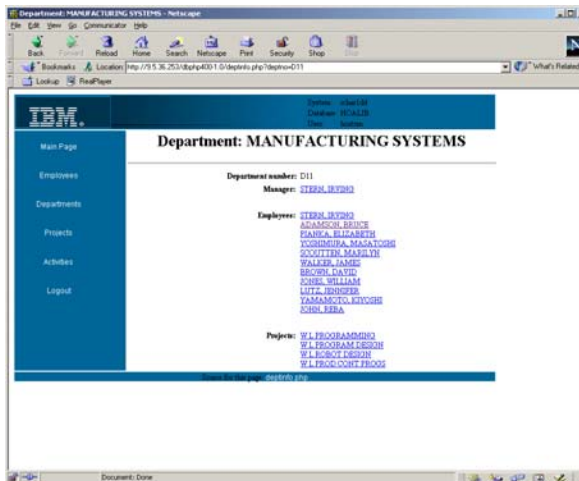 Department: MANUFACTURING SYSTEMS - Netscape
File Edit View Go Communicator Help
Back Forward Reload Home Search Netscape Print Security Shop Stop
Bookmarks Location: http://9.5.36.253/dbphp400-1.0/deptinfo.php?deptno=D11 What's Related
Lookup RealPlayer
IBM.
System:
Database: HOALIB
User:
Main Page
Employees
Departments
Projects
Activities
Logout
Department: MANUFACTURING SYSTEMS
Department number: D11
Manager: STERN, IRVING
Employees: STERN, IRVING
ADAMSON, BRUCE
PIANKA, ELIZABETH
YOSHIMURA, MASATOSHI
SCOUTTEN, MARILYN
WALKER, JAMES
BROWN, DAVID
JONES, WILLIAM
LUTZ, JENNIFER
YAMAMOTO, KIYOSHI
JOHN, REBA
Projects: W L PROGRAMMING
W L PROGRAM DESIGN
W L ROBOT DESIGN
W L PROD CONT PROGS
Source for this page: deptinfo.php
Document: Done